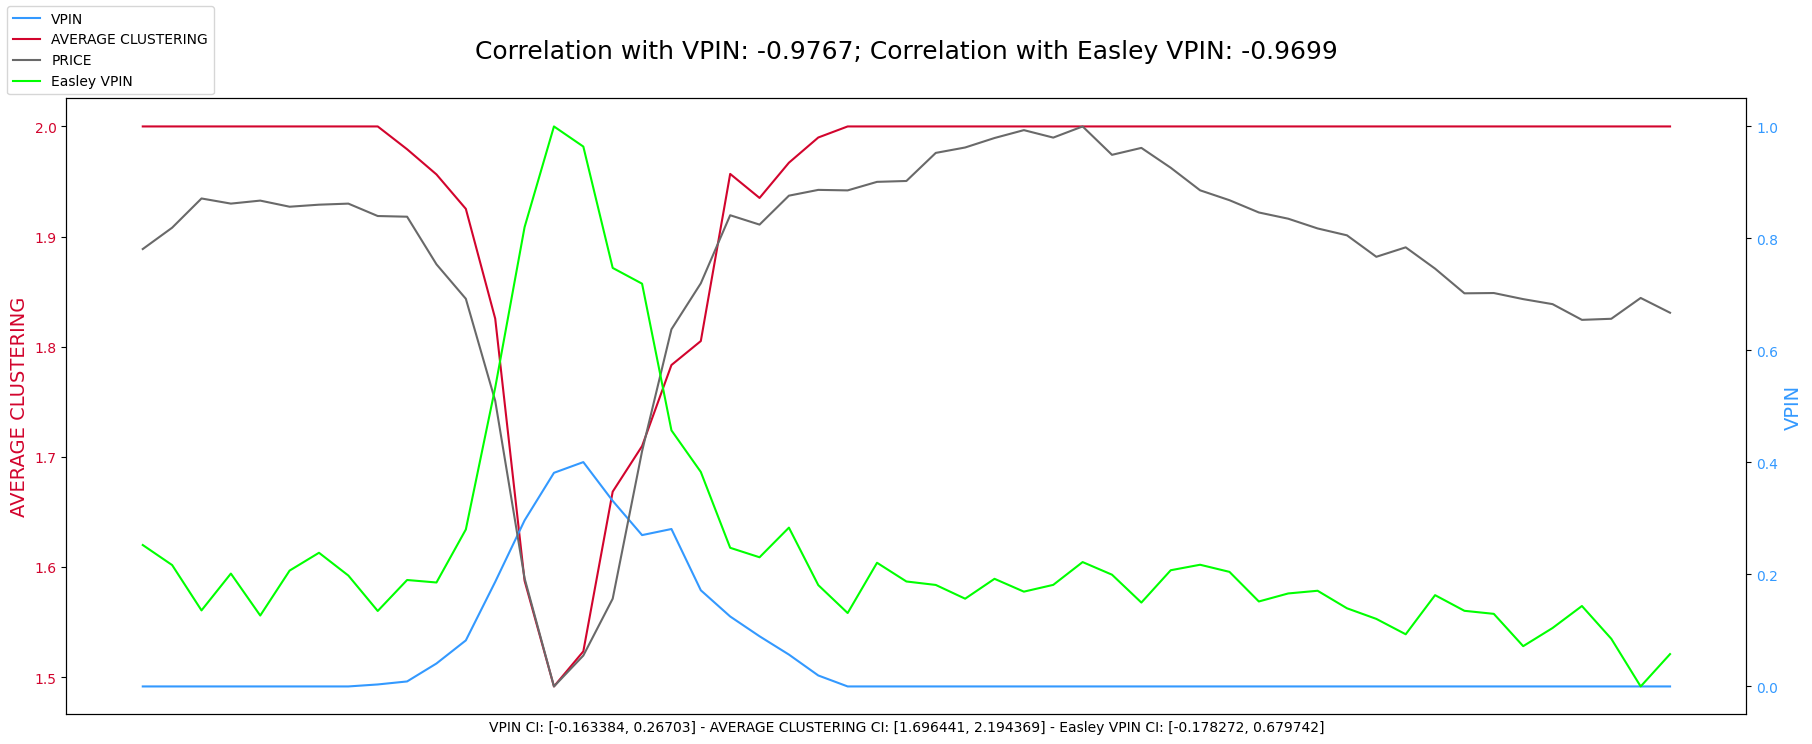 VPIN
AVERAGE CLUSTERING
PRICE
Easley VPIN
Correlation with VPIN: -0.9767; Correlation with Easley VPIN: -0.9699
2.0
1.9
1.8
1.7
1.6
1.5
AVERAGE CLUSTERING
1.0
0.8
0.6
0.4
0.2
0.0
VPIN
VPIN CI: [-0.163384, 0.26703] - AVERAGE CLUSTERING CI: [1.696441, 2.194369] - Easley VPIN CI: [-0.178272, 0.679742]